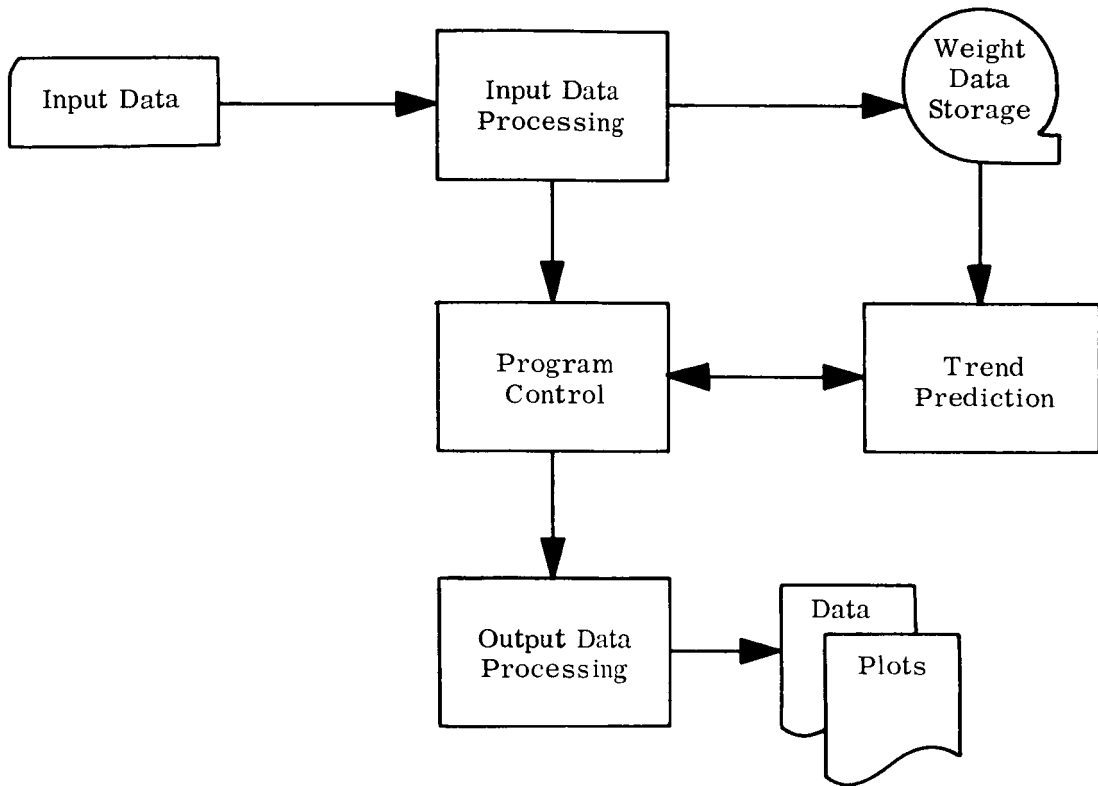 Input Data
Input Data
Processing
Weight
Data
Storage
Program
Control
Trend
Prediction
Output Data
Processing
Data
Plots